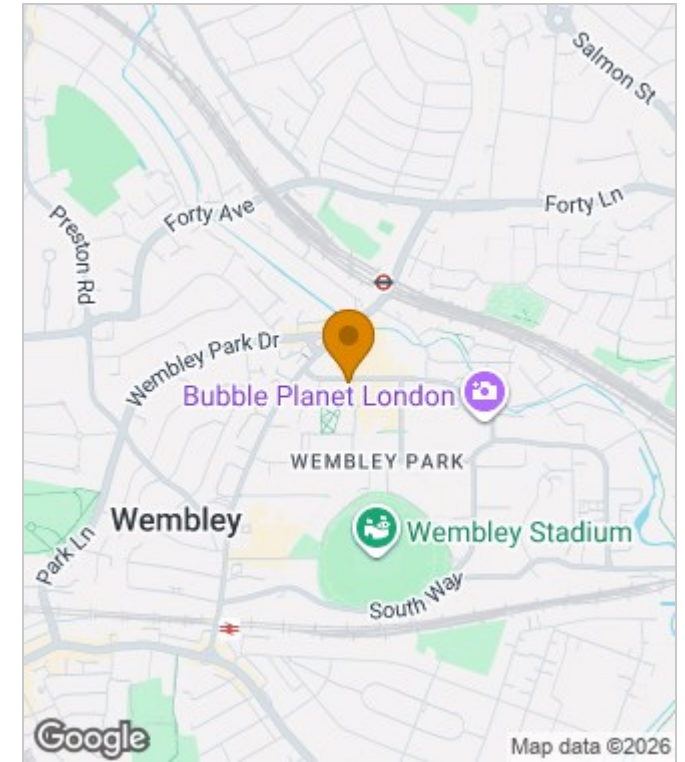 Salmon St
Forty Ave
Forty Ln
Preston Rd
Wembley Park Dr
Bubble Planet London
WEMBLEY PARK
Wembley
Wembley Stadium
Park Ln
South Way
Google
Map data ©2026